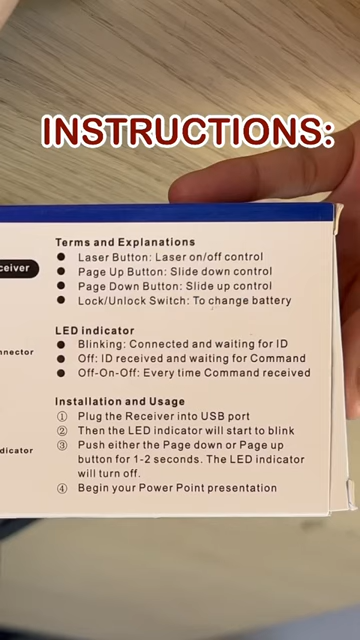 INSTRUCTIONS:
Terms and Explanations
● Laser Button: Laser on/off control
ceiver
● Page Up Button: Slide down control
● Page Down Button: Slide up control
● Lock/Unlock Switch: To change battery
LED indicator
● Blinking: Connected and waiting for ID
nnector
● Off: ID received and waiting for Command
● Off-On-Off: Every time Command received
Installation and Usage
① Plug the Receiver into USB port
② Then the LED indicator will start to blink
③ Push either the Page down or Page up
dicator
button for 1-2 seconds. The LED indicator
will turn off.
④ Begin your Power Point presentation